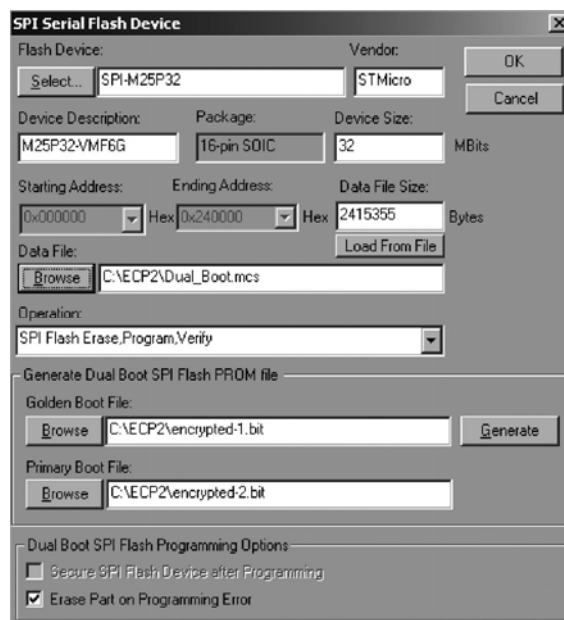 SPI Serial Flash Device
Flash Device: Vendor:
Select... SPI-M25P32 STMicro OK
Cancel
Device Description: Package: Device Size:
M25P32-VMF6G 16-pin SOIC 32 MBits
Starting Address: Ending Address: Data File Size:
0x000000 Hex 0x240000 Hex 2415355 Bytes
Data File: Load From File
Browse C:\ECP2\Dual_Boot.mcs
Operation:
SPI Flash Erase,Program,Verify
Generate Dual Boot SPI Flash PROM file
Golden Boot File:
Browse C:\ECP2\encrypted-1.bit Generate
Primary Boot File:
Browse C:\ECP2\encrypted-2.bit
Dual Boot SPI Flash Programming Options
Secure SPI Flash Device after Programming
Erase Part on Programming Error